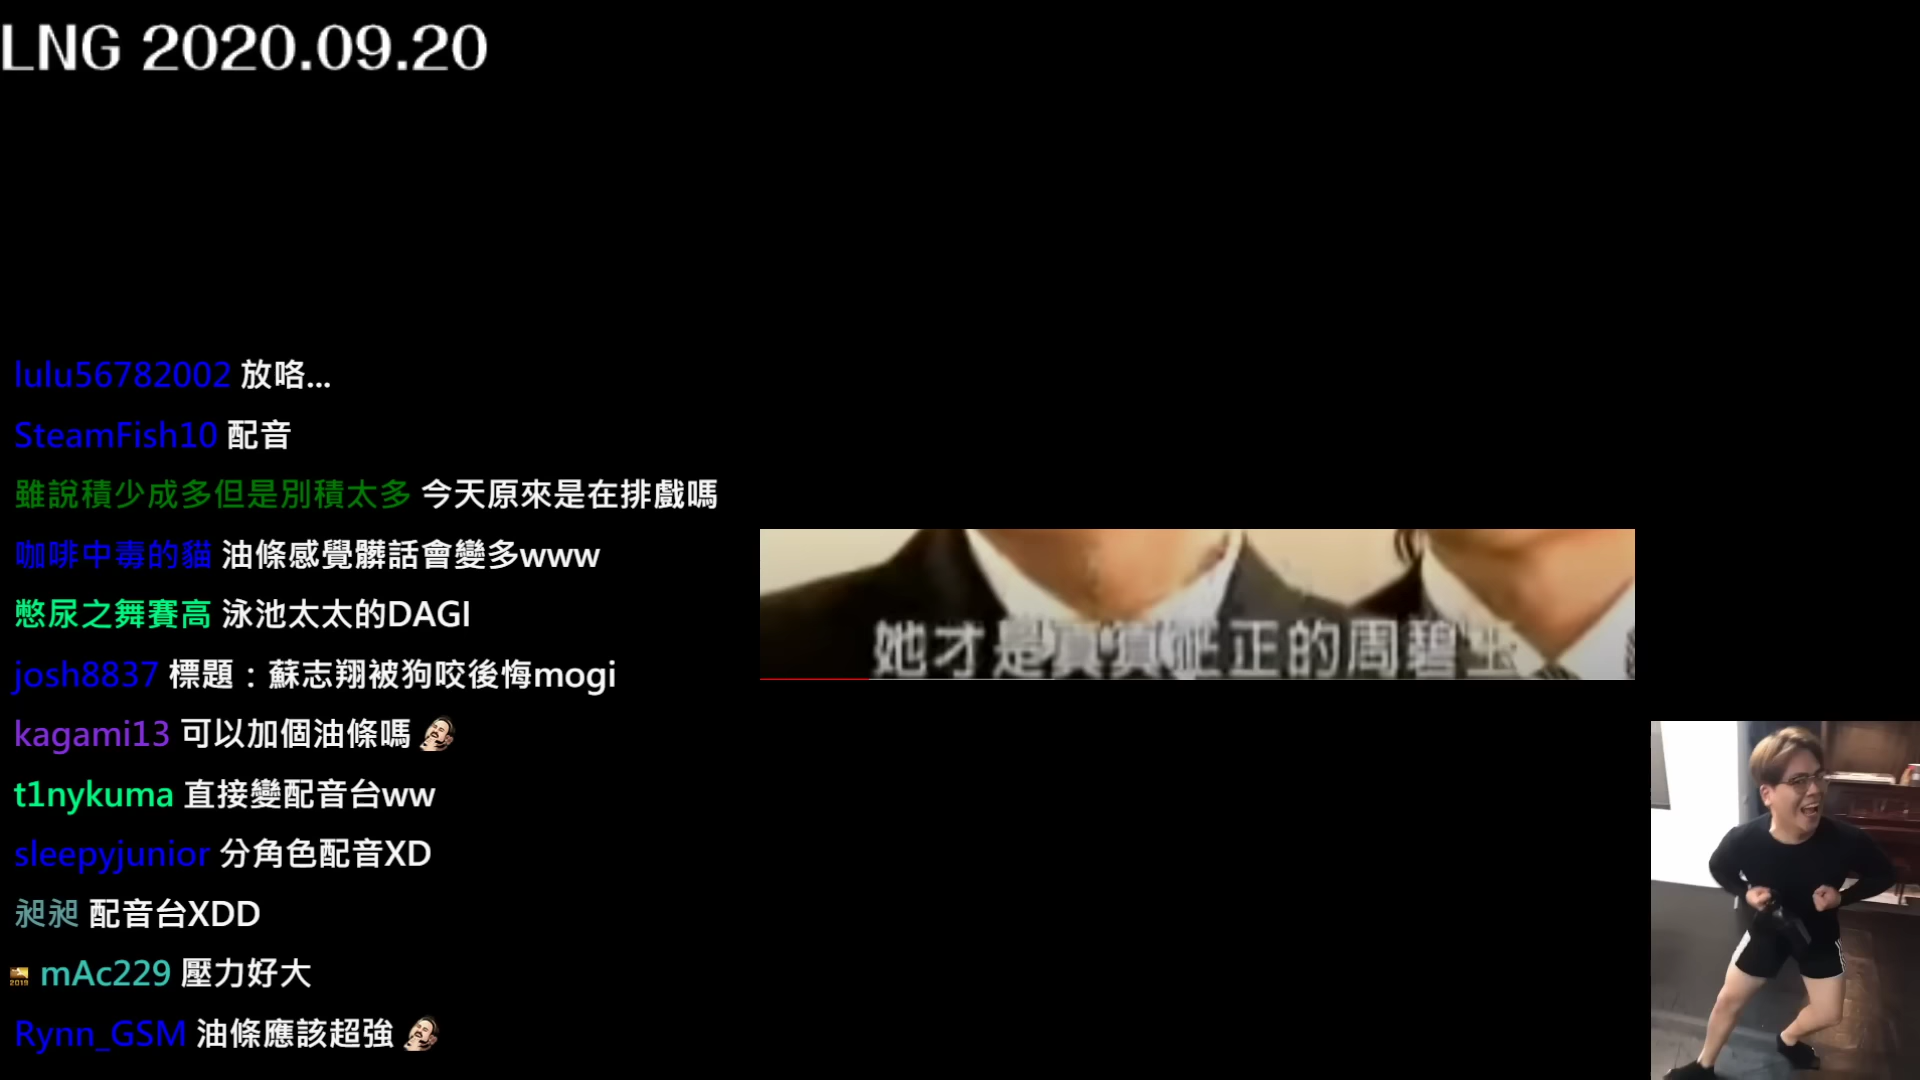 LNG 2020.09.20
lulu56782002 放咯...
SteamFish10 配音
雖說積少成多但是別積太多 今天原來是在排戲嗎
咖啡中毒的貓 油條感覺髒話會變多www
憋尿之舞賽高 泳池太太的DAGI
josh8837 標題：蘇志翔被狗咬後悔mogi
kagami13 可以加個油條嗎
t1nykuma 直接變配音台ww
sleepyjunior 分角色配音XD
昶昶 配音台XDD
2019 mAc229 壓力好大
Rynn_GSM 油條應該超強
她才是真真正正的周碧玉